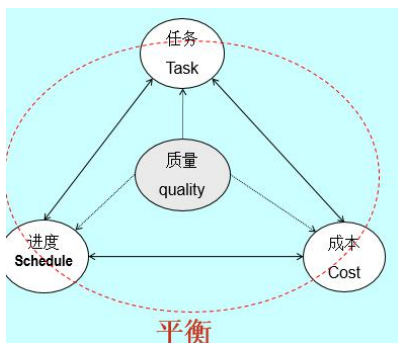 任务
Task
质量
quality
进度
Schedule
成本
Cost
平衡